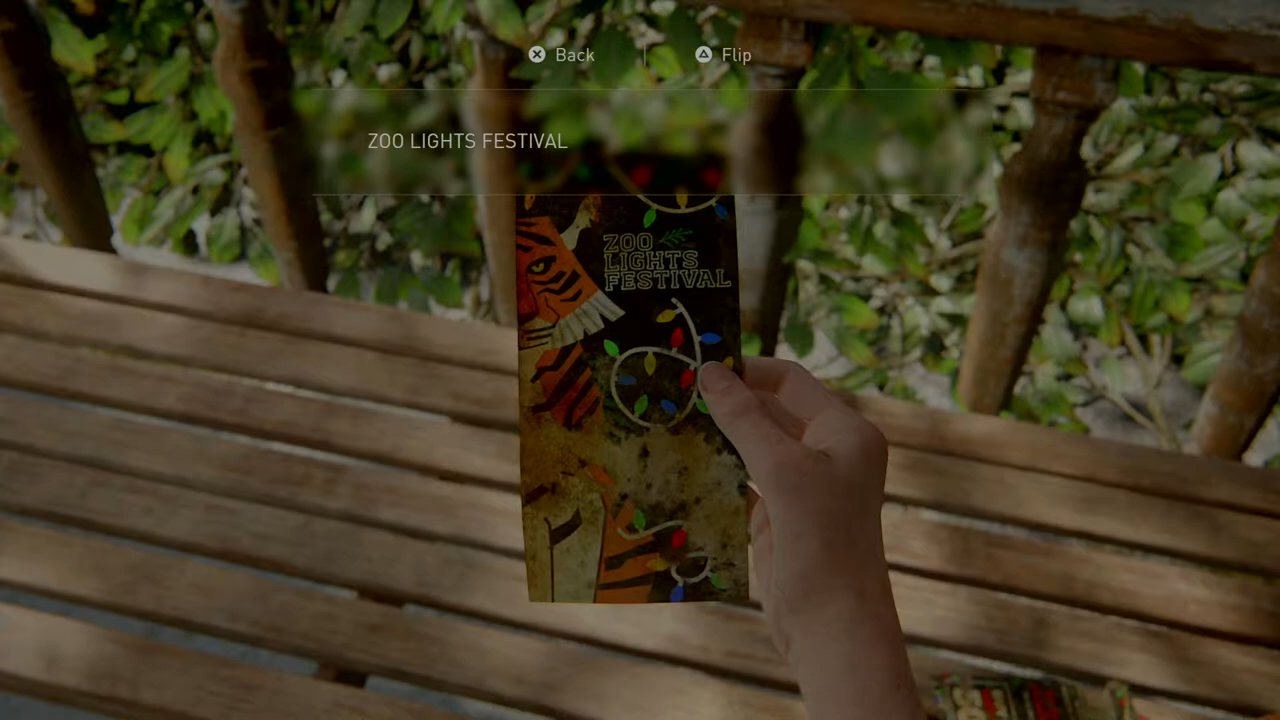 Back | Flip
ZOO LIGHTS FESTIVAL
ZOO
LIGHTS
FESTIVAL